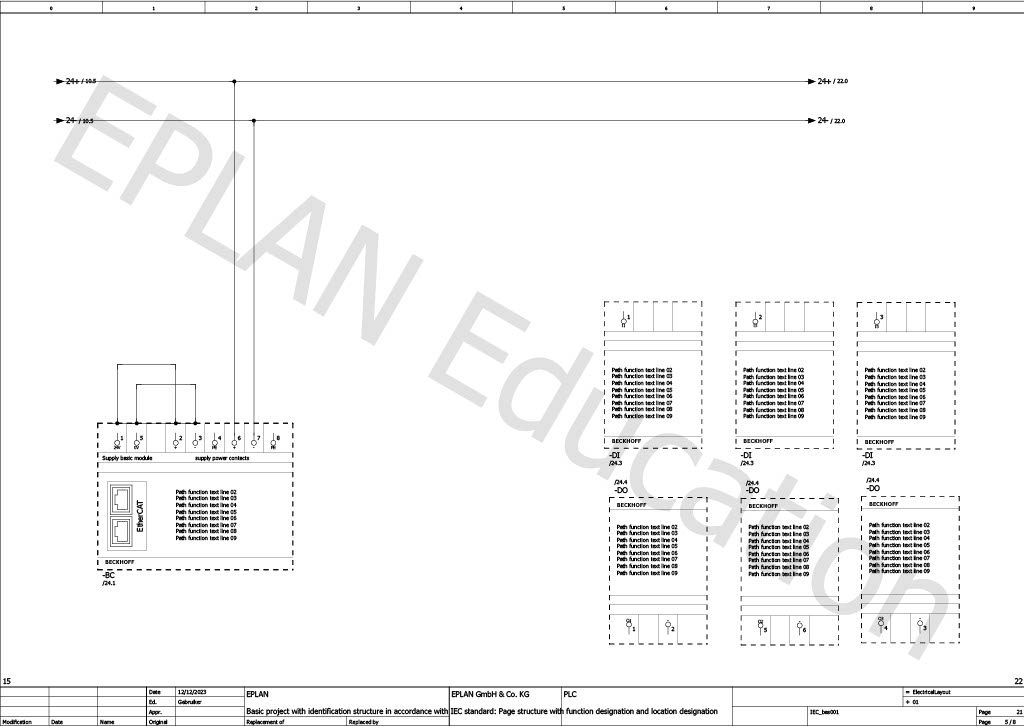 0 1 2 3 4 5 6 7 8 9
24+ / 10.5 24+ / 22.0
24- / 10.5 24- / 22.0
EPLAN Education
1 2 3
Path function text line 02 Path function text line 02 Path function text line 02
Path function text line 03 Path function text line 03 Path function text line 03
Path function text line 04 Path function text line 04 Path function text line 04
Path function text line 05 Path function text line 05 Path function text line 05
Path function text line 06 Path function text line 06 Path function text line 06
Path function text line 07 Path function text line 07 Path function text line 07
Path function text line 08 Path function text line 08 Path function text line 08
Path function text line 09 Path function text line 09 Path function text line 09
BECKHOFF BECKHOFF BECKHOFF
-DI -DI -DI
/24.3 /24.3 /24.3
1 5 2 3 4 6 7 8
Supply basic module supply power contacts
EtherCAT
Path function text line 02
Path function text line 03
Path function text line 04
Path function text line 05
Path function text line 06
Path function text line 07
Path function text line 08
Path function text line 09
BECKHOFF
-BC
/24.1
/24.4 /24.4 /24.4
-DO -DO -DO
BECKHOFF BECKHOFF BECKHOFF
Path function text line 02 Path function text line 02 Path function text line 02
Path function text line 03 Path function text line 03 Path function text line 03
Path function text line 04 Path function text line 04 Path function text line 04
Path function text line 05 Path function text line 05 Path function text line 05
Path function text line 06 Path function text line 06 Path function text line 06
Path function text line 07 Path function text line 07 Path function text line 07
Path function text line 08 Path function text line 08 Path function text line 08
Path function text line 09 Path function text line 09 Path function text line 09
1 2 5 6 4 3
15 22
Date 12/12/2023 EPLAN EPLAN GmbH & Co. KG PLC = ElectricalLayout
Ed. Gebruiker + 01
Appr. Basic project with identification structure in accordance with IEC standard: Page structure with function designation and location designation IEC_bas001 Page 21
Modification Date Name Original Replacement of Replaced by Page 5 / 8